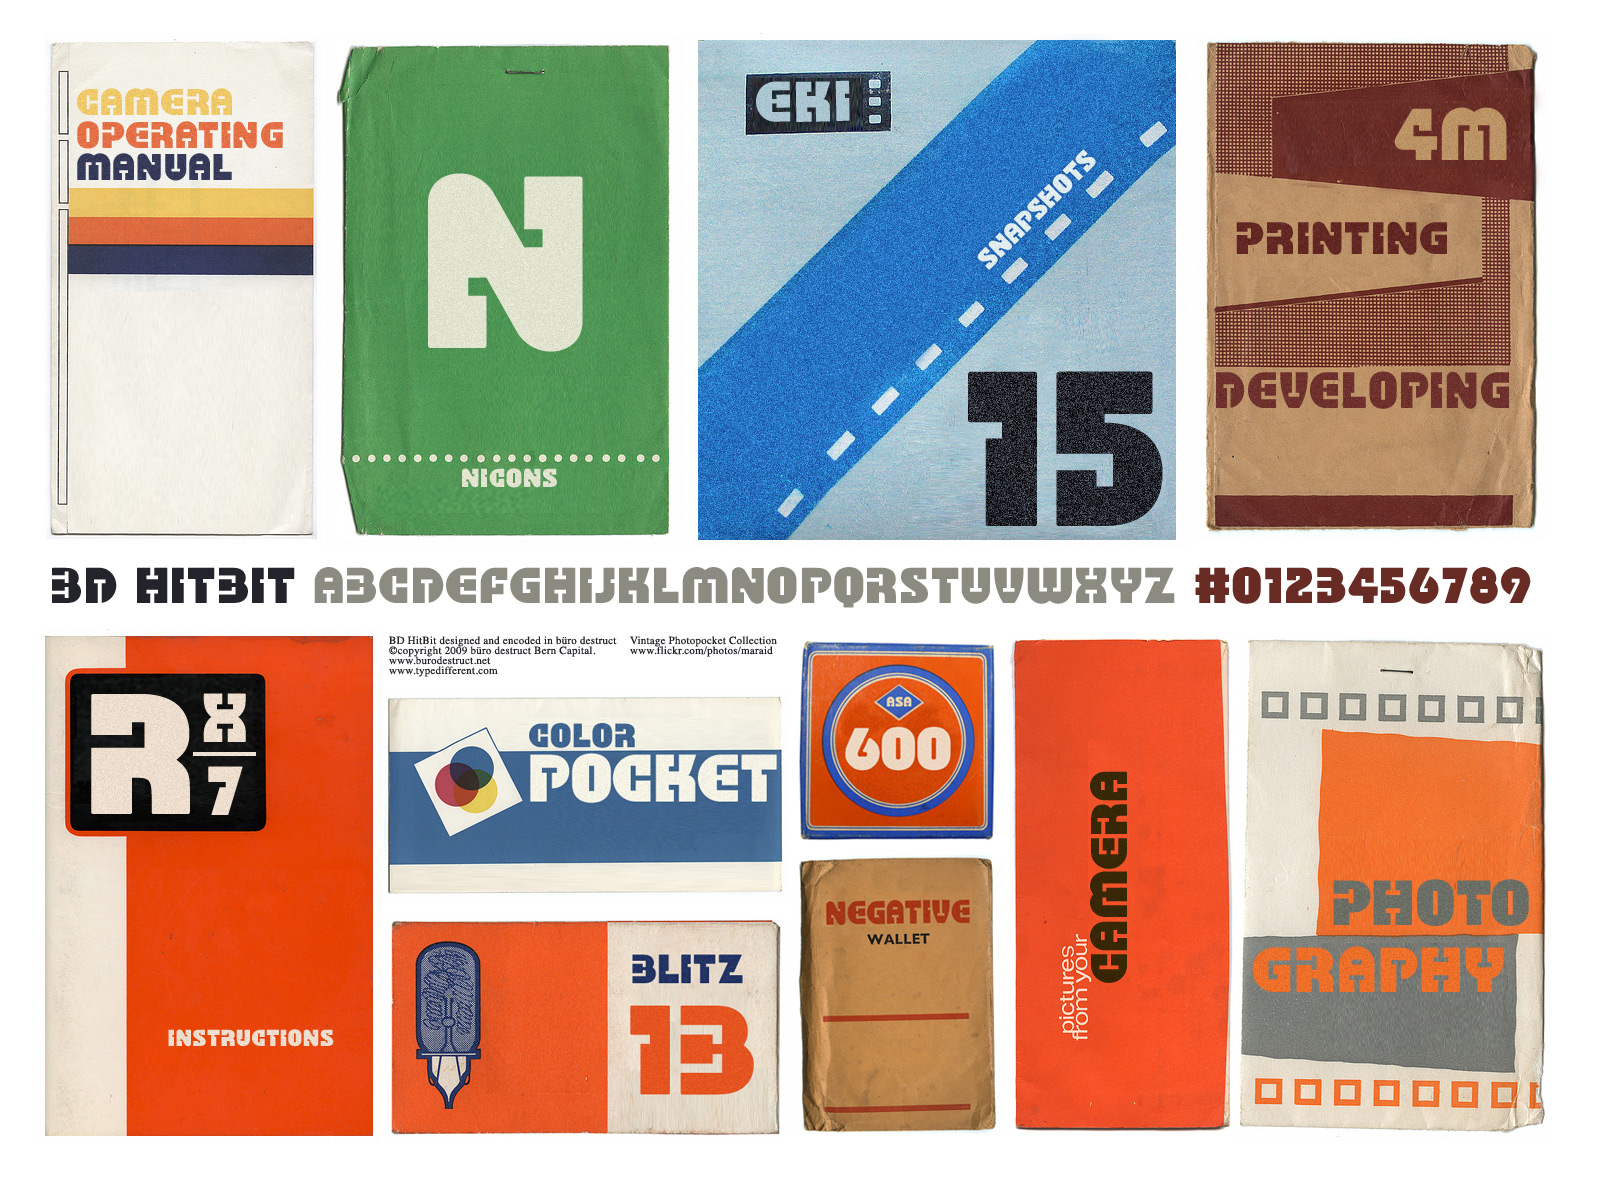 CAMERA
OPERATING
MANUAL
N
NICONS
EKI
SNAPSHOTS
15
4M
PRINTING
DEVELOPING
BD HITBIT ABCDEFGHIJKLMNOPQRSTUVWXYZ #0123456789
R X
7
INSTRUCTIONS
BD HitBit designed and encoded in büro destruct
©copyright 2009 büro destruct Bern Capital.
www.burodestruct.net
www.typedifferent.com
Vintage Photopocket Collection
www.flickr.com/photos/maraid
COLOR
POCKET
BLITZ
13
ASA
600
NEGATIVE
WALLET
pictures
from your
CAMERA
PHOTO
GRAPHY